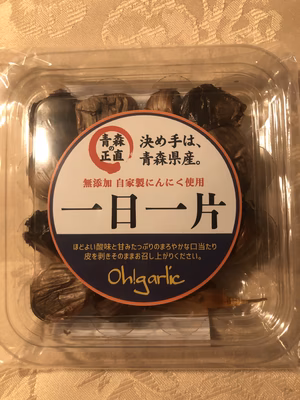 青森の正直
決め手は、
青森県産。
無添加 自家製にんにく使用
一日一片
ほどよい酸味と甘みたっぷりのまろやかな口当たり
皮を剥きそのままお召し上がりください。
Oh!garlic